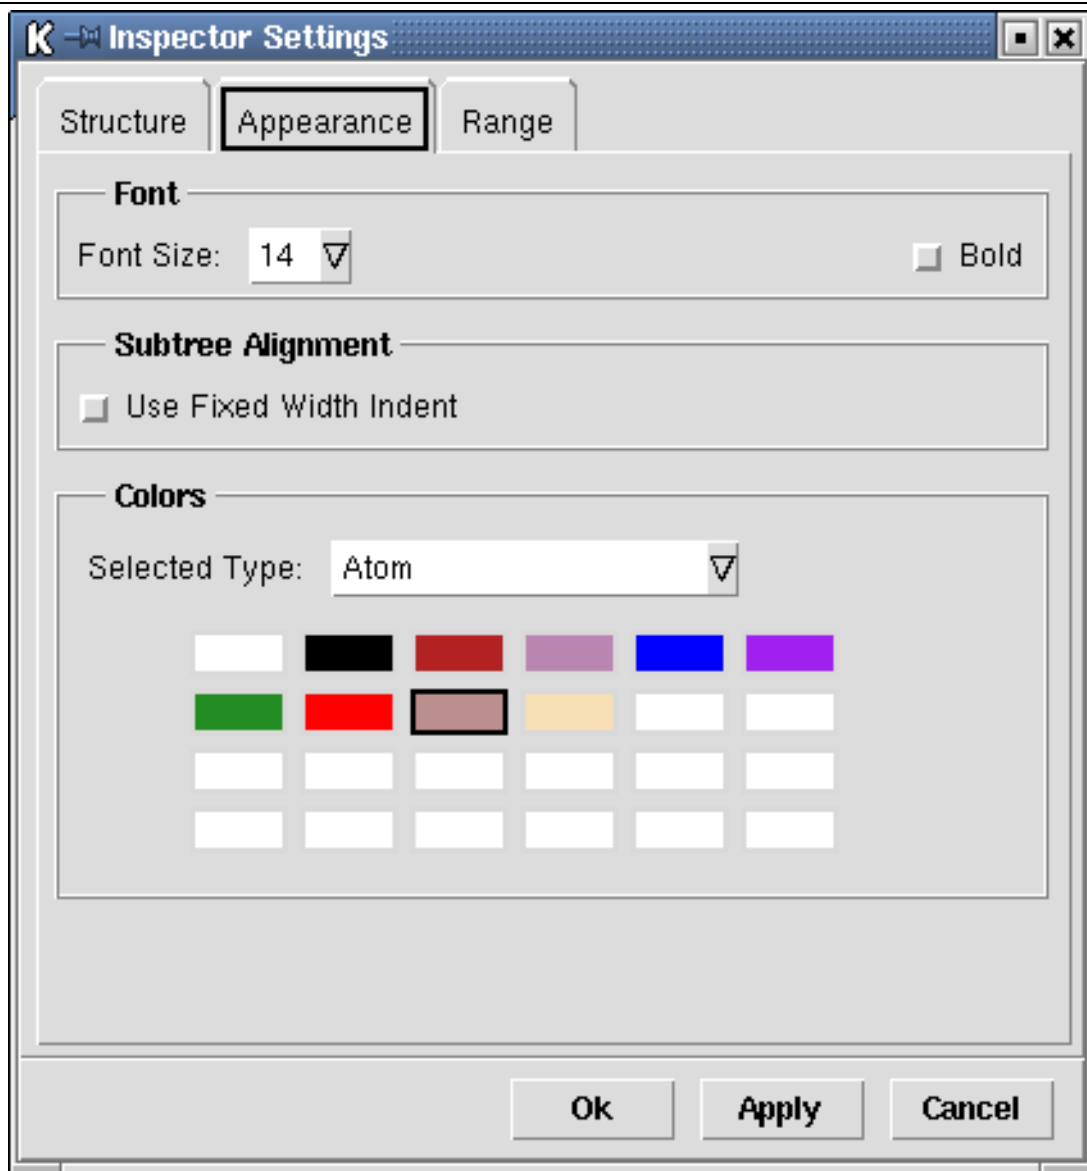 K Inspector Settings
Structure Appearance Range
Font
Font Size: 14 Bold
Subtree Alignment
Use Fixed Width Indent
Colors
Selected Type: Atom
Ok Apply Cancel